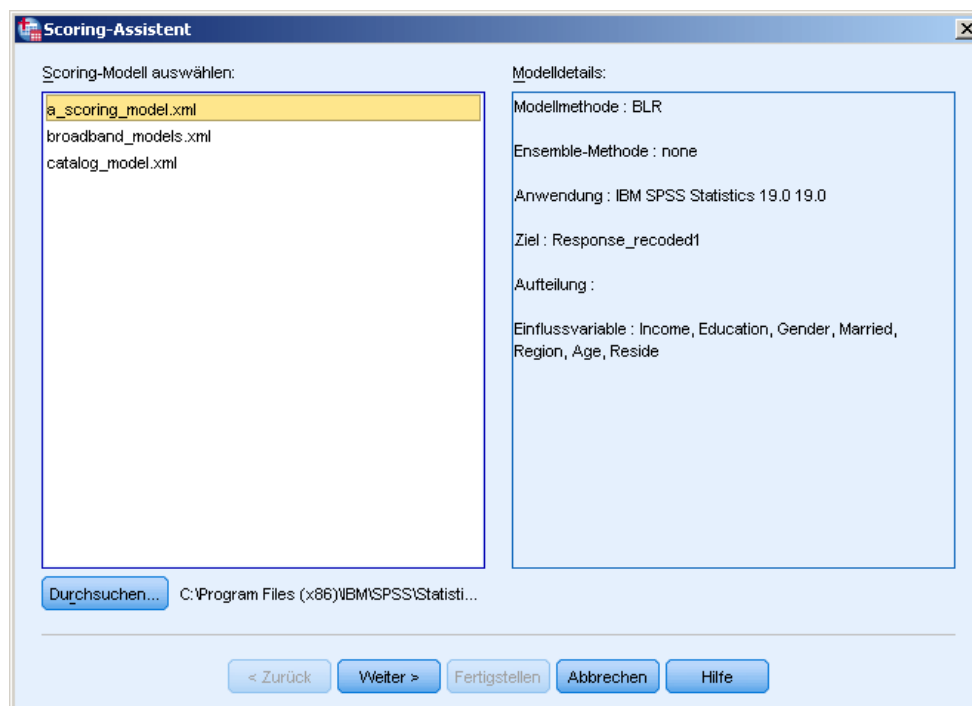 Scoring-Assistent
Scoring-Modell auswählen:
a_scoring_model.xml
broadband_models.xml
catalog_model.xml
Modelldetails:
Modellmethode : BLR
Ensemble-Methode : none
Anwendung : IBM SPSS Statistics 19.0 19.0
Ziel : Response_recoded1
Aufteilung :
Einflussvariable : Income, Education, Gender, Married,
Region, Age, Reside
Durchsuchen... C:\Program Files (x86)\IBM\SPSS\Statisti...
< Zurück Weiter > Fertigstellen Abbrechen Hilfe